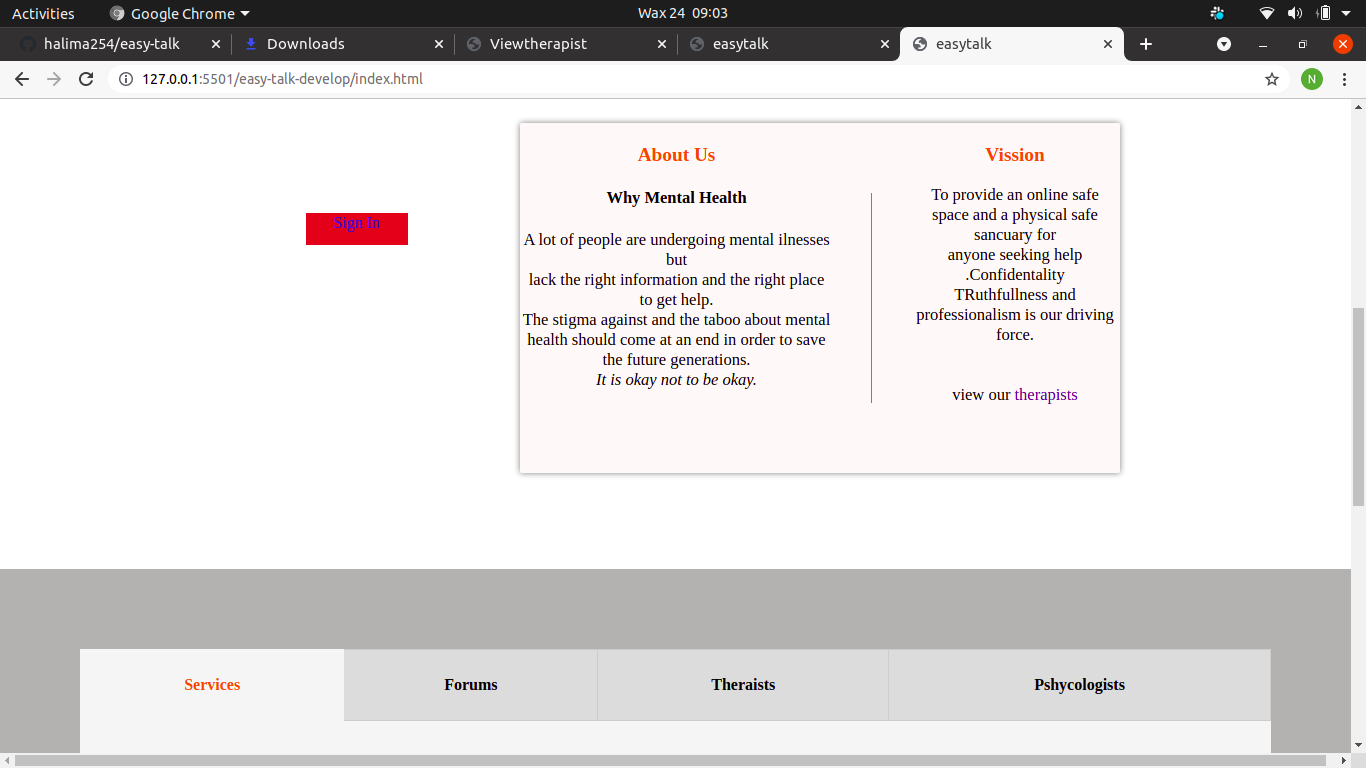 Activities Google Chrome Wax 24 09:03
halima254/easy-talk Downloads Viewtherapist easytalk easytalk
127.0.0.1:5501/easy-talk-develop/index.html N
Sign In
About Us
Why Mental Health
A lot of people are undergoing mental ilnesses
but
lack the right information and the right place
to get help.
The stigma against and the taboo about mental
health should come at an end in order to save
the future generations.
It is okay not to be okay.
Vission
To provide an online safe
space and a physical safe
sancuary for
anyone seeking help
.Confidentality
TRuthfullness and
professionalism is our driving
force.
view our therapists
Services Forums Theraists Pshycologists